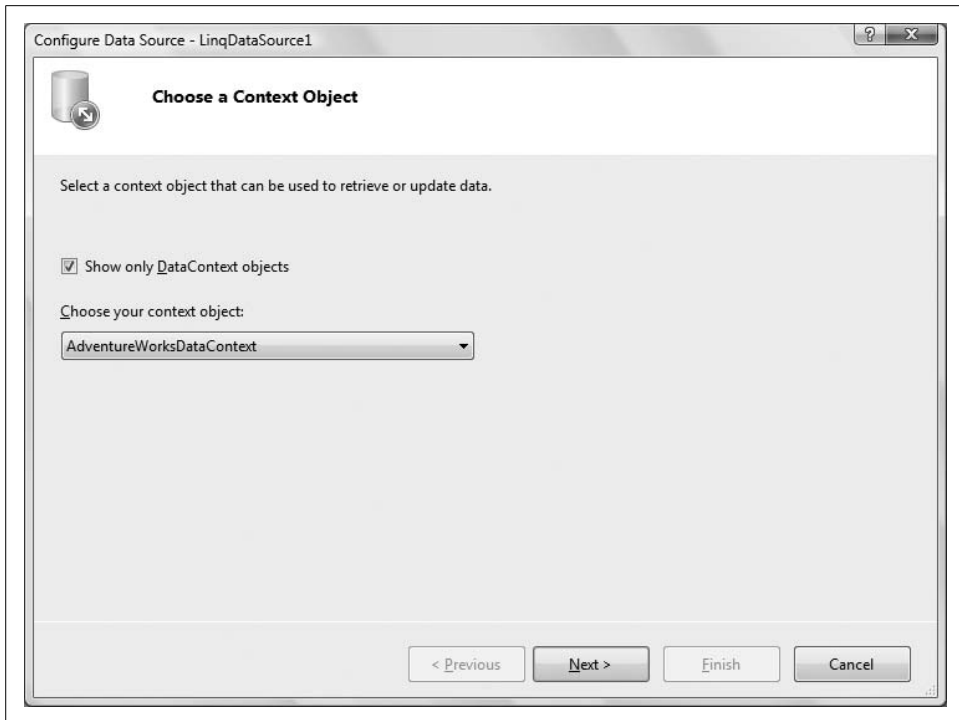 Configure Data Source - LinqDataSource1
? X
Choose a Context Object
Select a context object that can be used to retrieve or update data.
Show only DataContext objects
Choose your context object:
AdventureWorksDataContext
< Previous Next > Finish Cancel